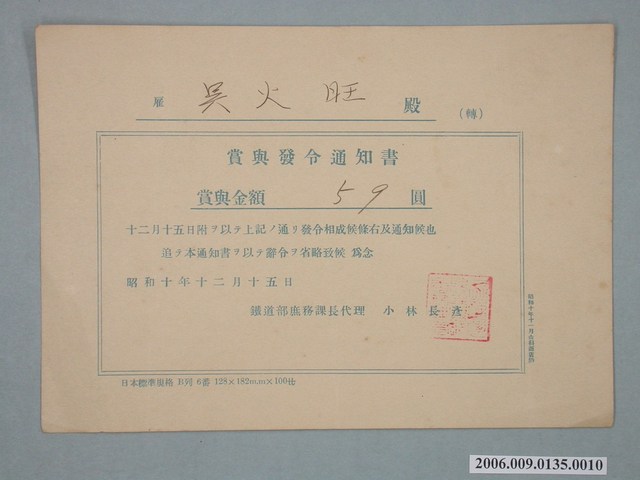 雇 吳火旺 殿
(轉)
賞與發令通知書
賞與金額 59 圓
十二月十五日附ヲ以テ上記ノ通リ發令相成候條右及通知候也
追テ本通知書ヲ以テ辭令ヲ省略致候 爲念
昭和十年十二月十五日
鐵道部庶務課長代理 小林長彥
日本標準規格 B列 6番 128×182m.m×100仕
2006.009.0135.0010